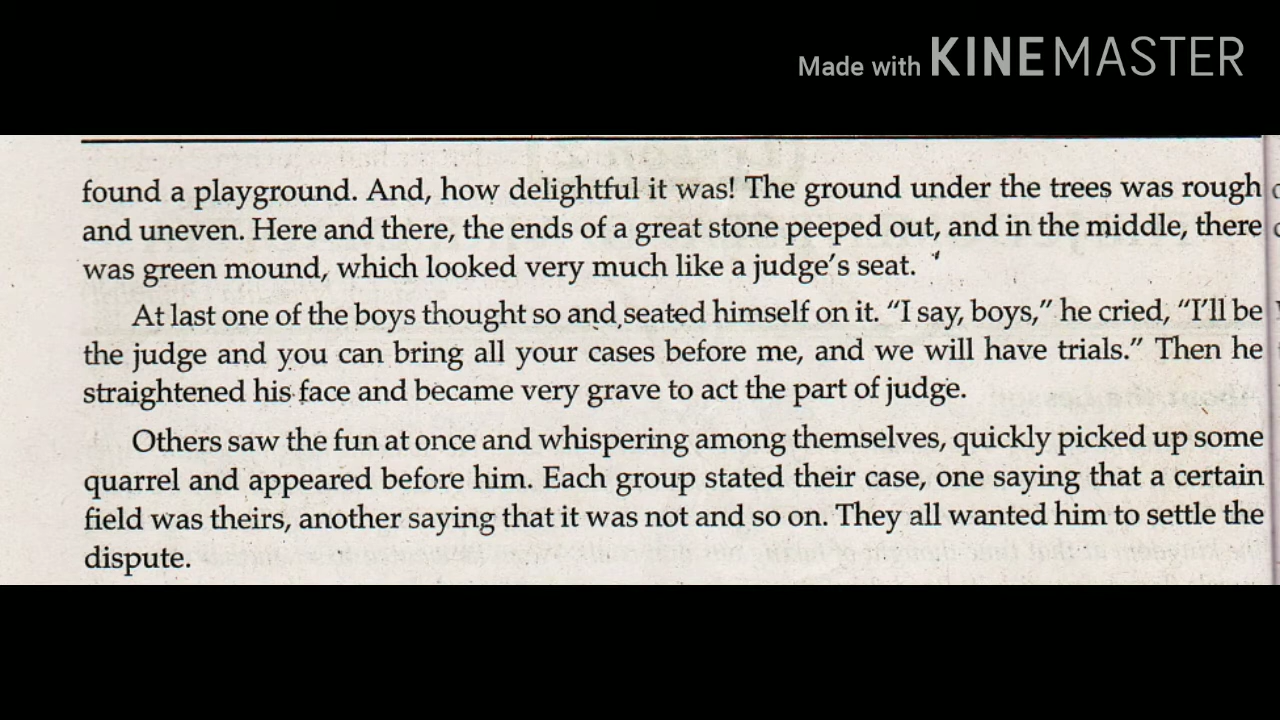 Made with KINEMASTER
found a playground. And, how delightful it was! The ground under the trees was rough
and uneven. Here and there, the ends of a great stone peeped out, and in the middle, there
was green mound, which looked very much like a judge's seat.
At last one of the boys thought so and seated himself on it. “I say, boys,” he cried, “I'll be
the judge and you can bring all your cases before me, and we will have trials.” Then he
straightened his face and became very grave to act the part of judge.
Others saw the fun at once and whispering among themselves, quickly picked up some
quarrel and appeared before him. Each group stated their case, one saying that a certain
field was theirs, another saying that it was not and so on. They all wanted him to settle the
dispute.